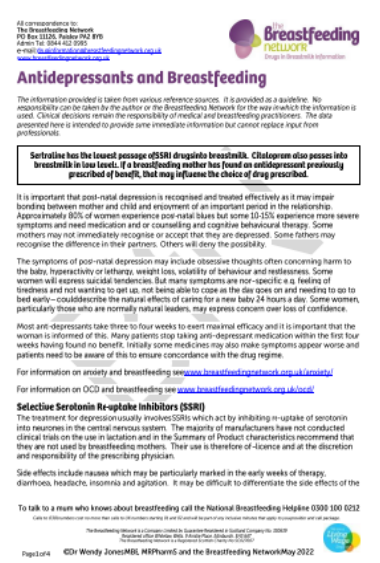 All correspondence to:
The Breastfeeding Network
PO Box 11126, Paisley PA2 8YB
Admin Tel: 0844 412 0995
e-mail: druginformation@breastfeedingnetwork.org.uk
www.breastfeedingnetwork.org.uk
the
Breastfeeding
network
Drugs in Breastmilk Information
Antidepressants and Breastfeeding
The information provided is taken from various reference sources. It is provided as a guideline. No
responsibility can be taken by the author or the Breastfeeding Network for the way in which the information is
used. Clinical decisions remain the responsibility of medical and breastfeeding practitioners. The data
presented here is intended to provide some immediate information but cannot replace input from
professionals.
Sertraline has the lowest passage of SSRI drugs into breastmilk. Citalopram also passes into
breastmilk in low levels. If a breastfeeding mother has found an antidepressant previously
prescribed of benefit, that may influence the choice of drug prescribed.
It is important that post-natal depression is recognised and treated effectively as it may impair
bonding between mother and child and enjoyment of an important period in the relationship.
Approximately 80% of women experience post-natal blues but some 10-15% experience more severe
symptoms and need medication and or counselling and cognitive behavioural therapy. Some
mothers may not immediately recognise or accept that they are depressed. Some fathers may
recognise the difference in their partners. Others will deny the possibility.
The symptoms of post-natal depression may include obsessive thoughts often concerning harm to
the baby, hyperactivity or lethargy, weight loss, volatility of behaviour and restlessness. Some
women will express suicidal tendencies. But many symptoms are non-specific e.g. feeling of
tiredness and not wanting to get up, not being able to cope as the day goes on and needing to go to
bed early – could describe the natural effects of caring for a new baby 24 hours a day. Some women,
particularly those who are normally natural leaders, may express concern over loss of confidence.
Most anti-depressants take three to four weeks to exert maximal efficacy and it is important that the
woman is informed of this. Many patients stop taking anti-depressant medication within the first four
weeks having found no benefit. Initially some medicines may also make symptoms appear worse and
patients need to be aware of this to ensure concordance with the drug regime.
For information on anxiety and breastfeeding see www.breastfeedingnetwork.org.uk/anxiety/
For information on OCD and breastfeeding see www.breastfeedingnetwork.org.uk/ocd/
Selective Serotonin Re-uptake Inhibitors (SSRI)
The treatment for depression usually involves SSRIs which act by inhibiting re-uptake of serotonin
into neurones in the central nervous system. The majority of manufacturers have not conducted
clinical trials on the use in lactation and in the Summary of Product characteristics recommend that
they are not used by breastfeeding mothers. Their use is therefore off-licence and at the discretion
and responsibility of the prescribing physician.
Side effects include nausea which may be particularly marked in the early weeks of therapy,
diarrhoea, headache, insomnia and agitation. It may be difficult to differentiate the side effects of the
To talk to a mum who knows about breastfeeding call the National Breastfeeding Helpline 0300 100 0212
Page 1 of 4
©Dr Wendy Jones MBE, MRPharmS and the Breastfeeding Network May 2022